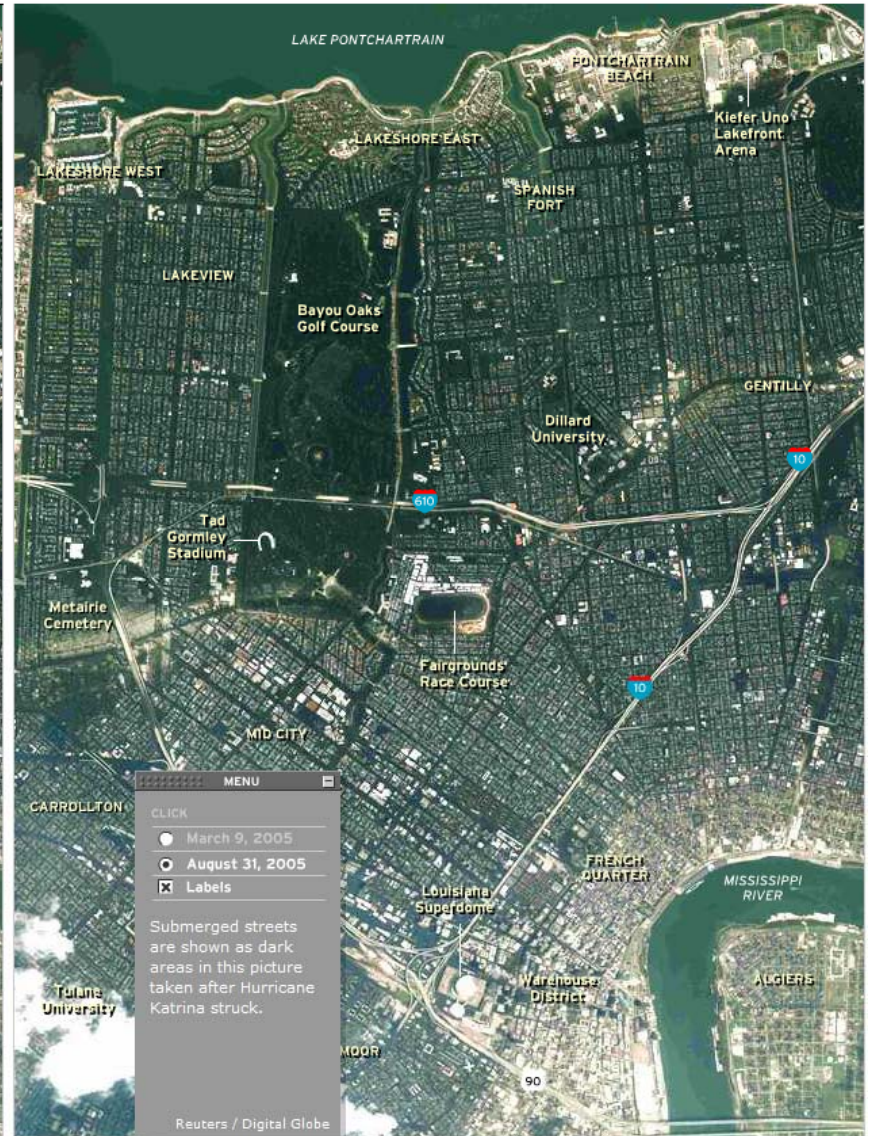 LAKE PONTCHARTRAIN
PONTCHARTRAIN
BEACH
Kiefer Uno
Lakefront
Arena
LAKESHORE EAST
LAKESHORE WEST
SPANISH
FORT
LAKEVIEW
Bayou Oaks
Golf Course
GENTILLY
Dillard
University
10
610
Tad
Gormley
Stadium
Metairie
Cemetery
Fairgrounds
Race Course
10
MID CITY
MENU
CARROLLTON
CLICK
March 9, 2005
August 31, 2005
Labels
FRENCH
QUARTER
MISSISSIPPI
RIVER
Louisiana
Superdome
Submerged streets
are shown as dark
areas in this picture
taken after Hurricane
Katrina struck.
Tulane
University
Warehouse
District
ALGIERS
MOOR
90
Reuters / Digital Globe